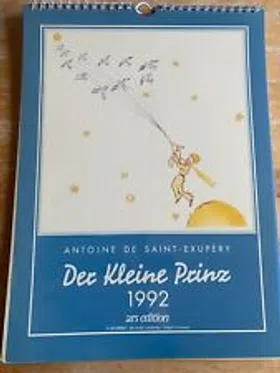 ANTOINE DE SAINT-EXUPÉRY
Der Kleine Prinz
1992
ars edition